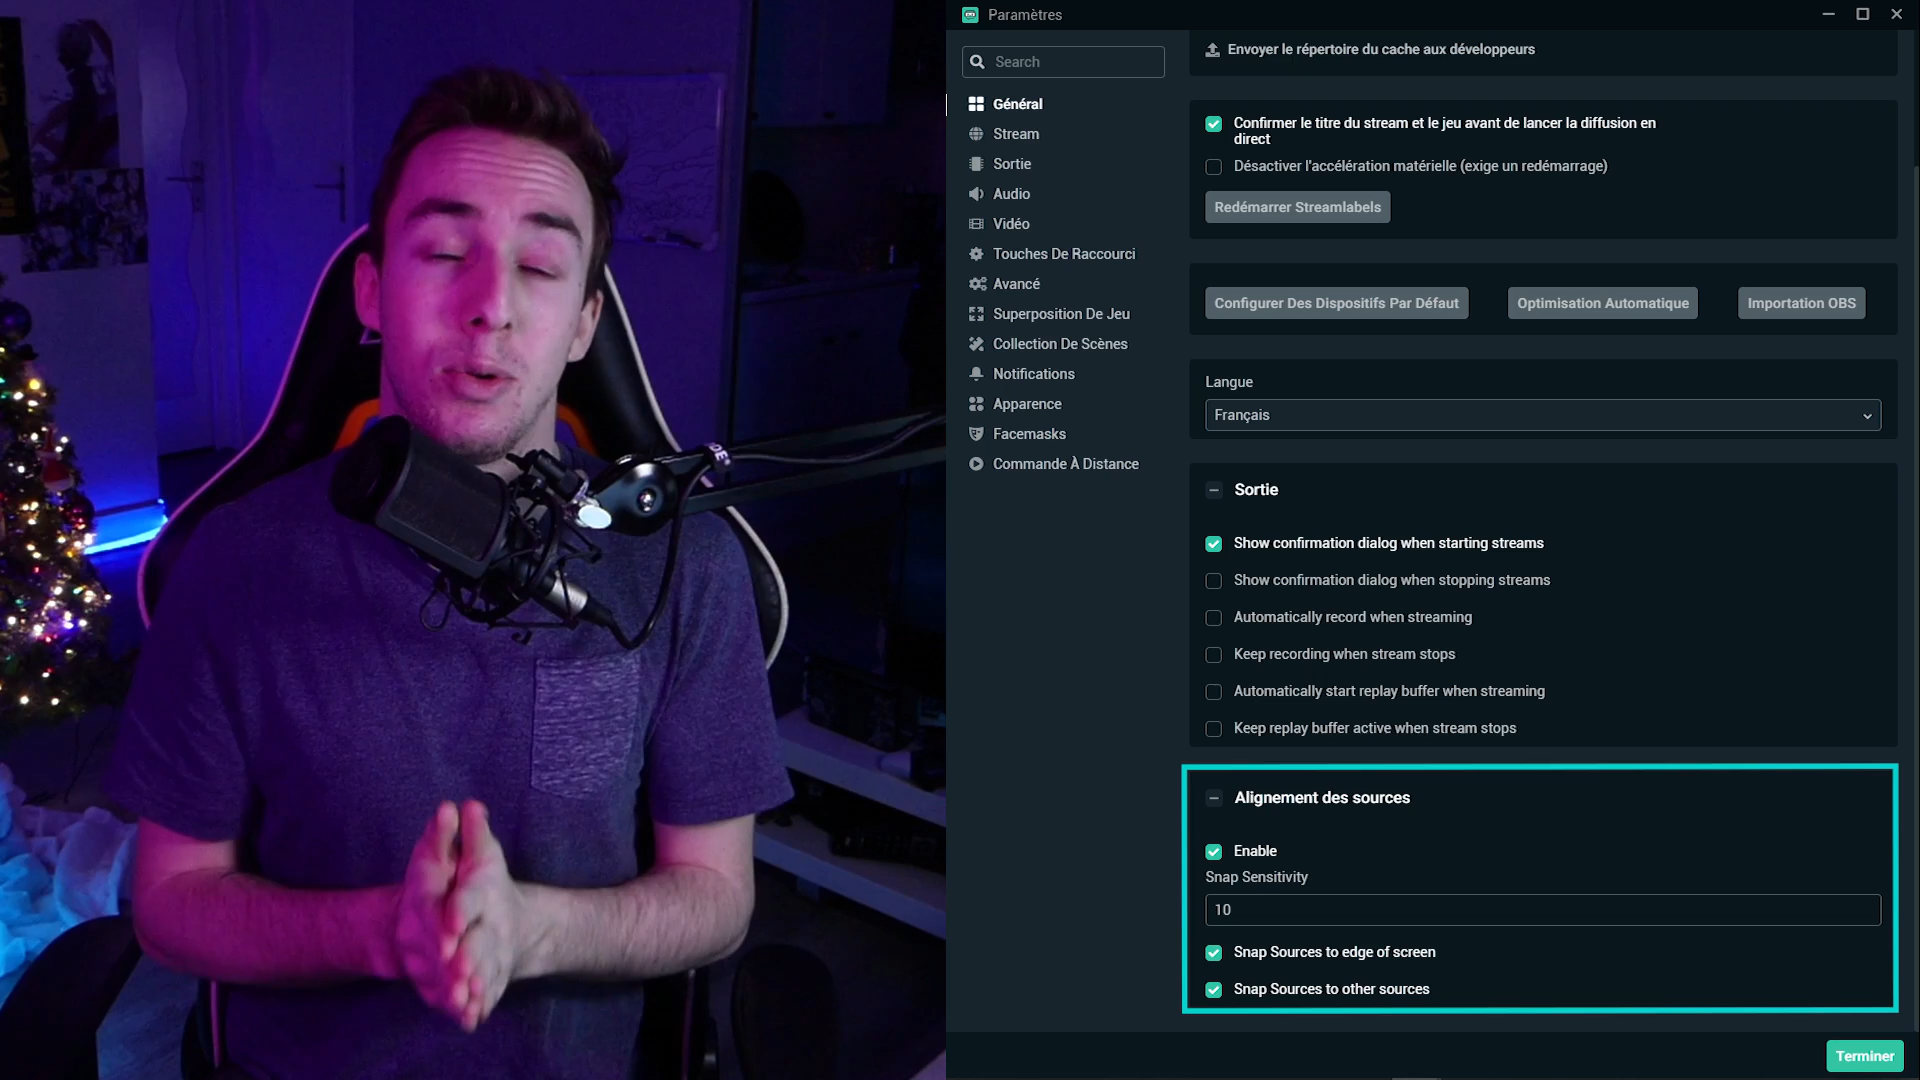 Paramètres
Search
Général
Stream
Sortie
Audio
Vidéo
Touches De Raccourci
Avancé
Superposition De Jeu
Collection De Scènes
Notifications
Apparence
Facemasks
Commande À Distance
Envoyer le répertoire du cache aux développeurs
Confirmer le titre du stream et le jeu avant de lancer la diffusion en
direct
Désactiver l'accélération matérielle (exige un redémarrage)
Redémarrer Streamlabels
Configurer Des Dispositifs Par Défaut
Optimisation Automatique
Importation OBS
Langue
Français
Sortie
Show confirmation dialog when starting streams
Show confirmation dialog when stopping streams
Automatically record when streaming
Keep recording when stream stops
Automatically start replay buffer when streaming
Keep replay buffer active when stream stops
Alignement des sources
Enable
Snap Sensitivity
10
Snap Sources to edge of screen
Snap Sources to other sources
Terminer